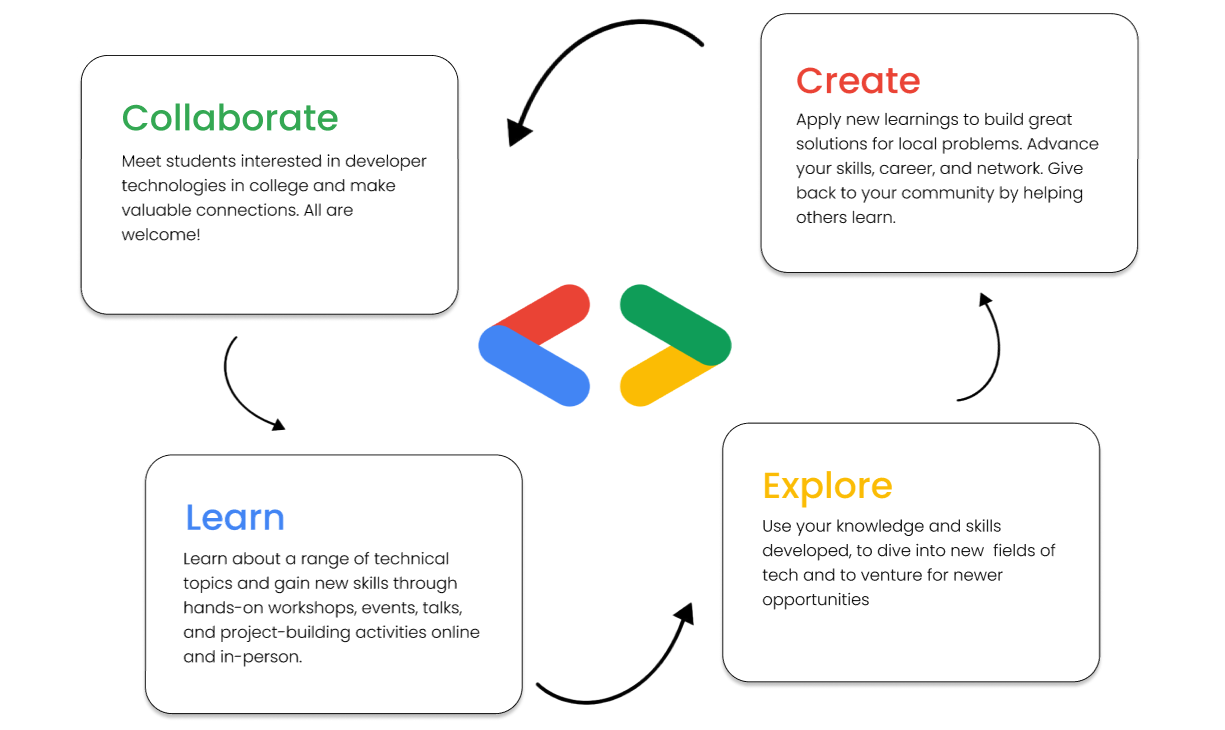 Collaborate
Meet students interested in developer
technologies in college and make
valuable connections. All are
welcome!
Create
Apply new learnings to build great
solutions for local problems. Advance
your skills, career, and network. Give
back to your community by helping
others learn.
Learn
Learn about a range of technical
topics and gain new skills through
hands-on workshops, events, talks,
and project-building activities online
and in-person.
Explore
Use your knowledge and skills
developed, to dive into new  fields of
tech and to venture for newer
opportunities